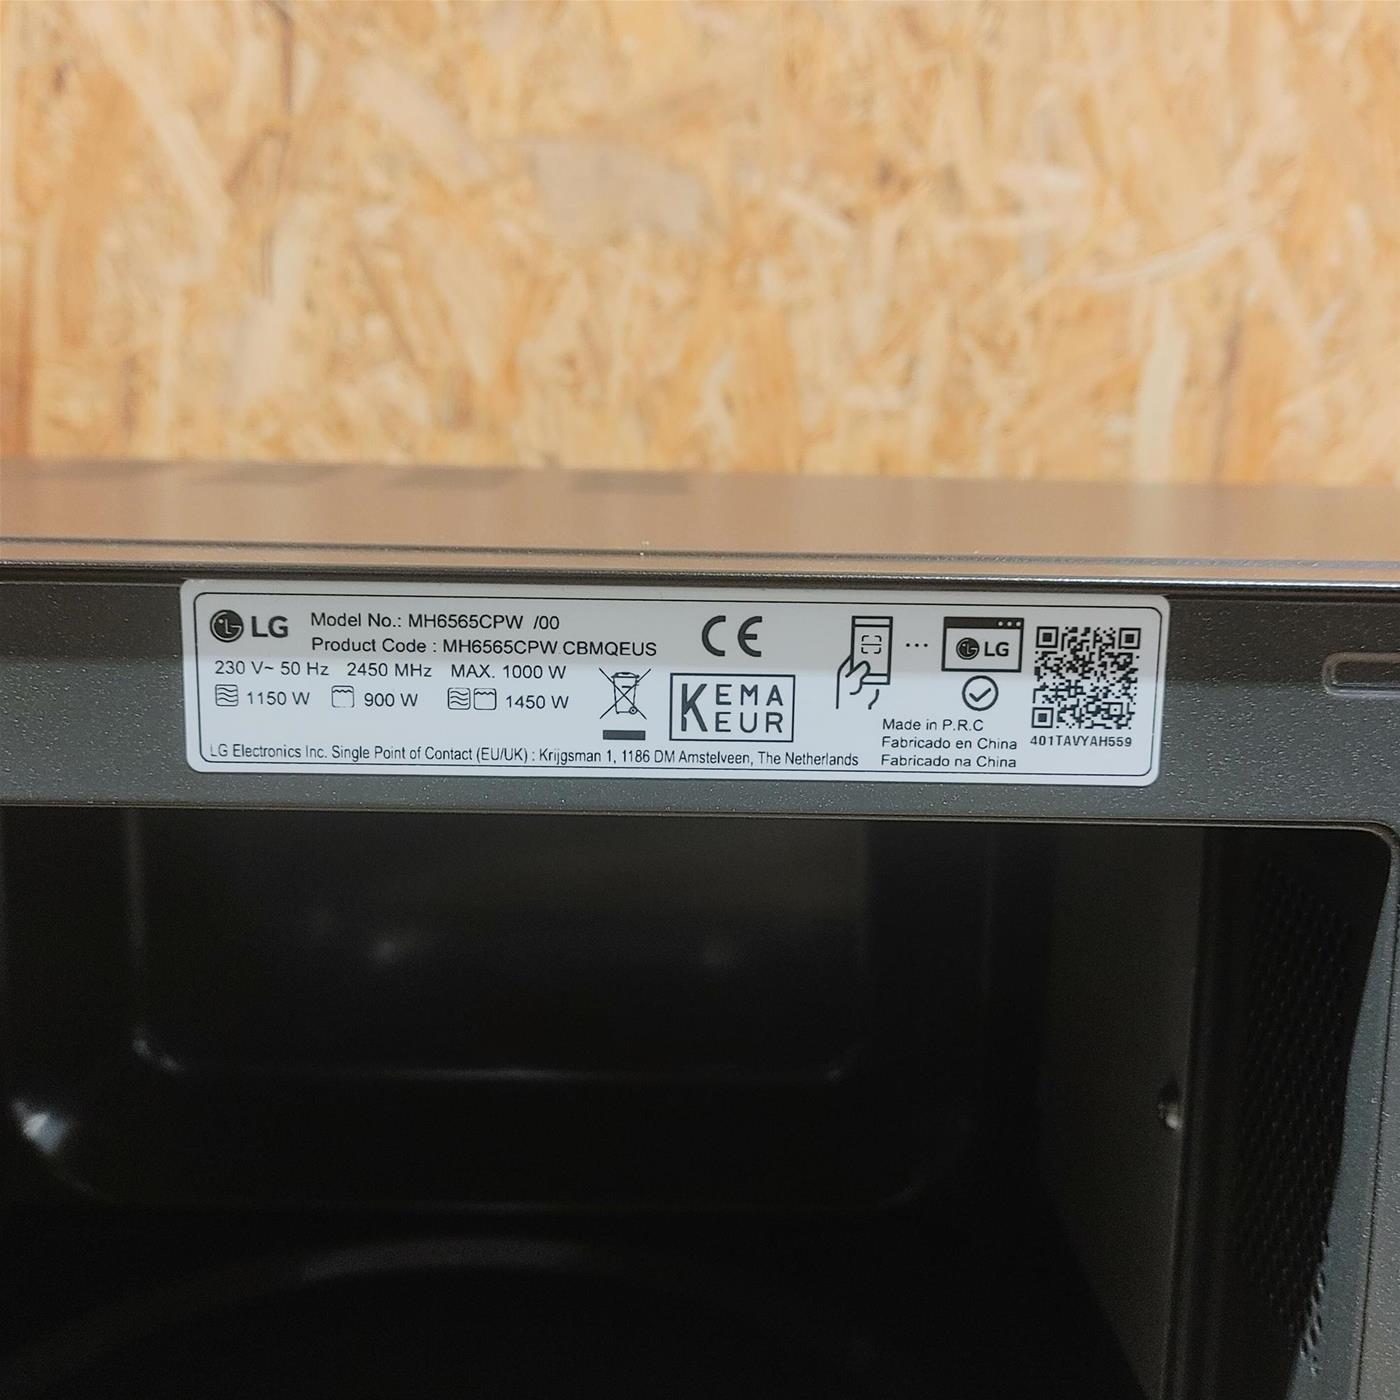 LG
Model No.: MH6565CPW /00
Product Code : MH6565CPW.CBMQEUS
230 V~ 50 Hz 2450 MHz MAX. 1000 W
1150 W 900 W 1450 W
LG Electronics Inc. Single Point of Contact (EU/UK) : Krijgsman 1, 1186 DM Amstelveen, The Netherlands
CE
KEMA
KEUR
LG
Made in P.R.C
Fabricado en China
Fabricado na China
401TAVYAH559